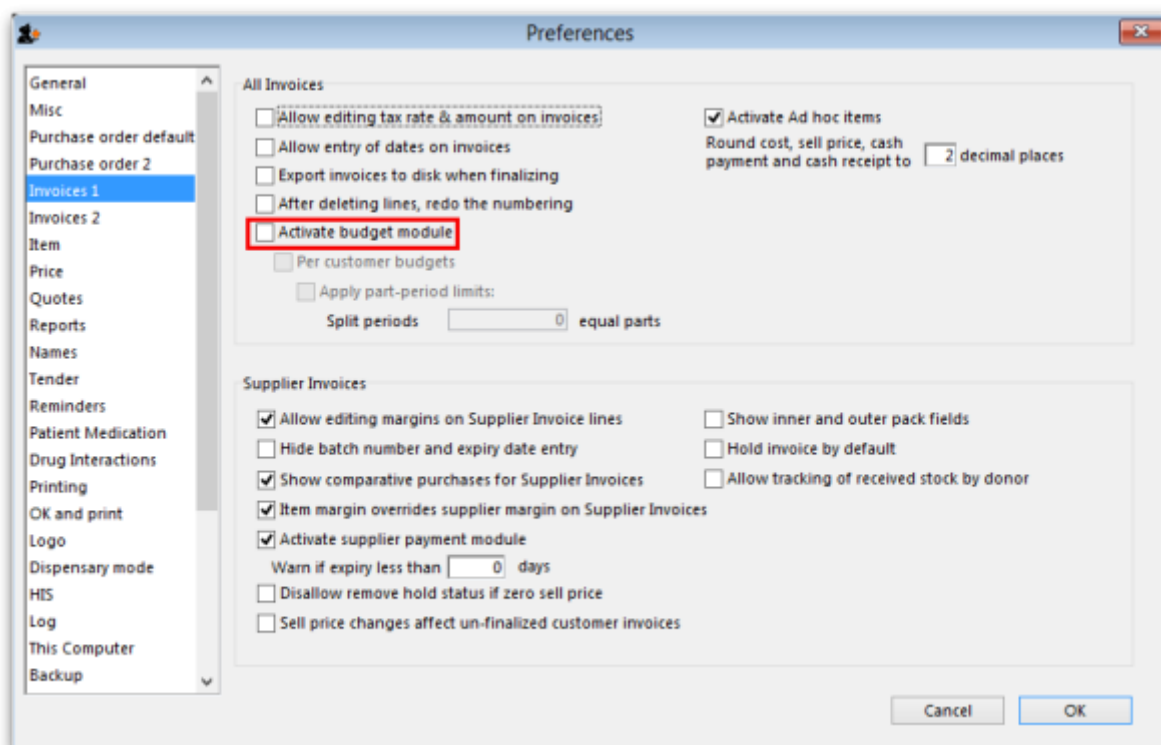 Preferences
General
Misc
Purchase order default
Purchase order 2
Invoices 1
Invoices 2
Item
Price
Quotes
Reports
Names
Tender
Reminders
Patient Medication
Drug Interactions
Printing
OK and print
Logo
Dispensary mode
HIS
Log
This Computer
Backup
All Invoices
Allow editing tax rate & amount on invoices
Allow entry of dates on invoices
Export invoices to disk when finalizing
After deleting lines, redo the numbering
Activate budget module
Per customer budgets
Apply part-period limits:
Split periods 0 equal parts
Activate Ad hoc items
Round cost, sell price, cash
payment and cash receipt to 2 decimal places
Supplier Invoices
Allow editing margins on Supplier Invoice lines
Hide batch number and expiry date entry
Show comparative purchases for Supplier Invoices
Item margin overrides supplier margin on Supplier Invoices
Activate supplier payment module
Warn if expiry less than 0 days
Disallow remove hold status if zero sell price
Sell price changes affect un-finalized customer invoices
Show inner and outer pack fields
Hold invoice by default
Allow tracking of received stock by donor
Cancel
OK